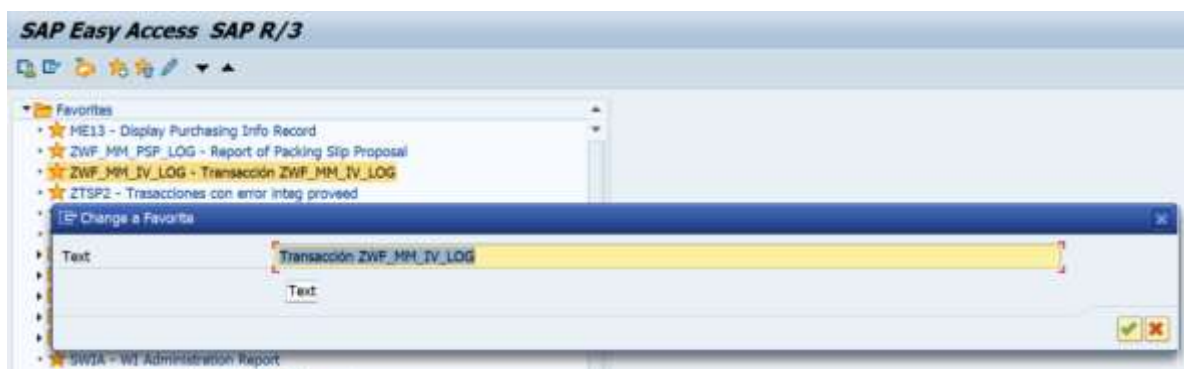 SAP Easy Access SAP R/3
Favorites
ME13 - Display Purchasing Info Record
ZWF_MM_PSP_LOG - Report of Packing Slip Proposal
ZWF_MM_IV_LOG - Transacción ZWF_MM_IV_LOG
ZTSP2 - Trasacciones con error integ proveed
Change a Favorite
Text Transacción ZWF_MM_IV_LOG
Text
SWIA - WI Administration Report